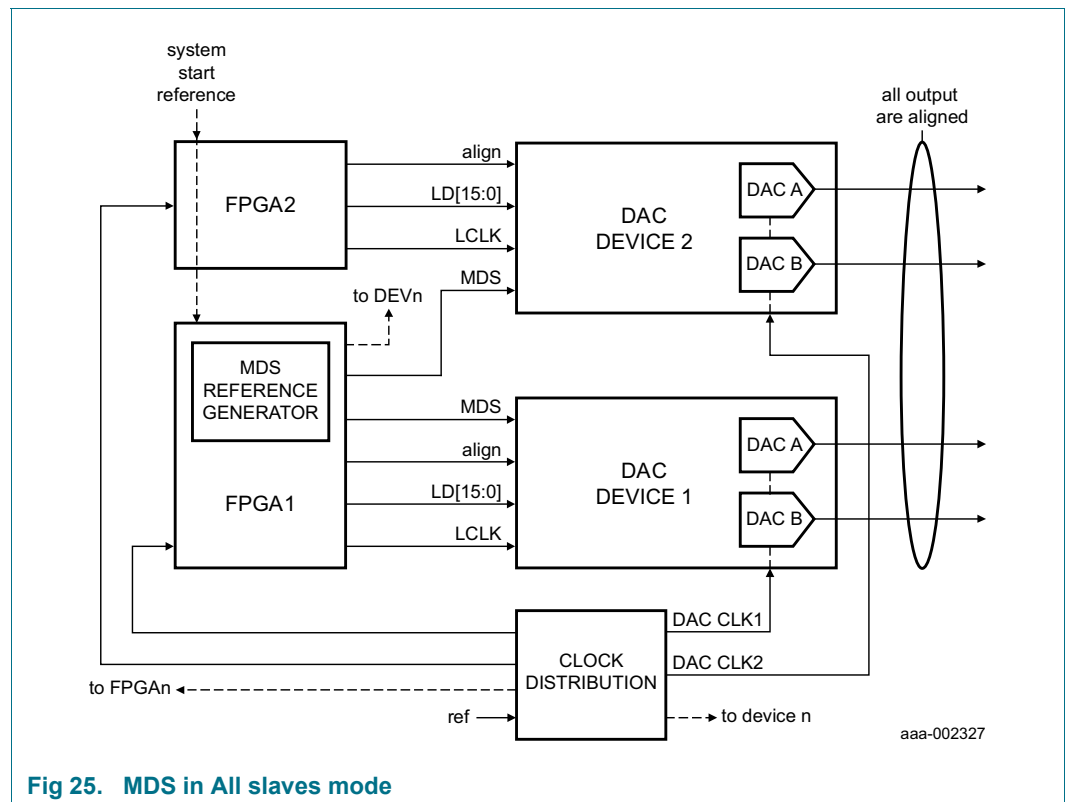 system
start
reference
all output
are aligned
FPGA2
align
LD[15:0]
LCLK
MDS
DAC
DEVICE 2
DAC A
DAC B
to DEVn
MDS
REFERENCE
GENERATOR
FPGA1
MDS
align
LD[15:0]
LCLK
DAC
DEVICE 1
DAC A
DAC B
CLOCK
DISTRIBUTION
DAC CLK1
DAC CLK2
to FPGAn
ref
to device n
aaa-002327
Fig 25. MDS in All slaves mode